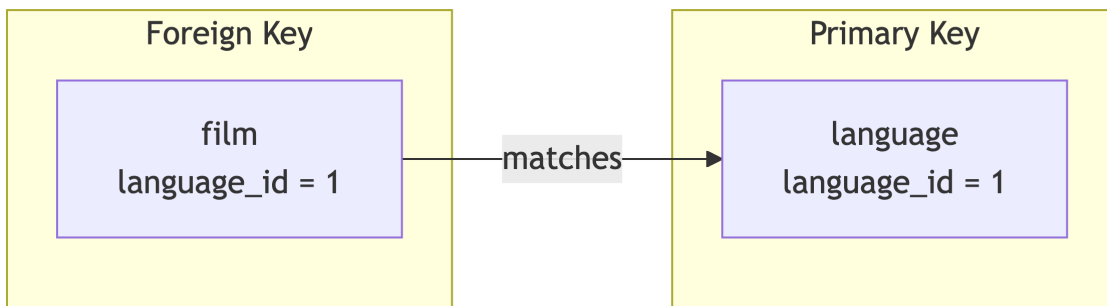 Foreign Key
film
language_id = 1
matches
Primary Key
language
language_id = 1